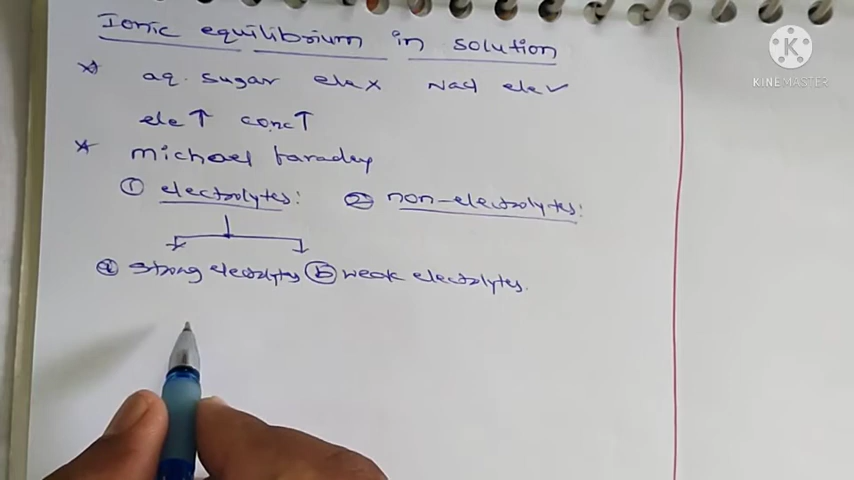 Ionic equilibrium in solution
* aq. sugar ele x Nacl ele ✓
ele ↑ conc ↑
* michael faraday
① electrolytes: ② non-electrolytes:
ⓐ strong electrolytes ⓑ weak electrolytes.
KINEMASTER